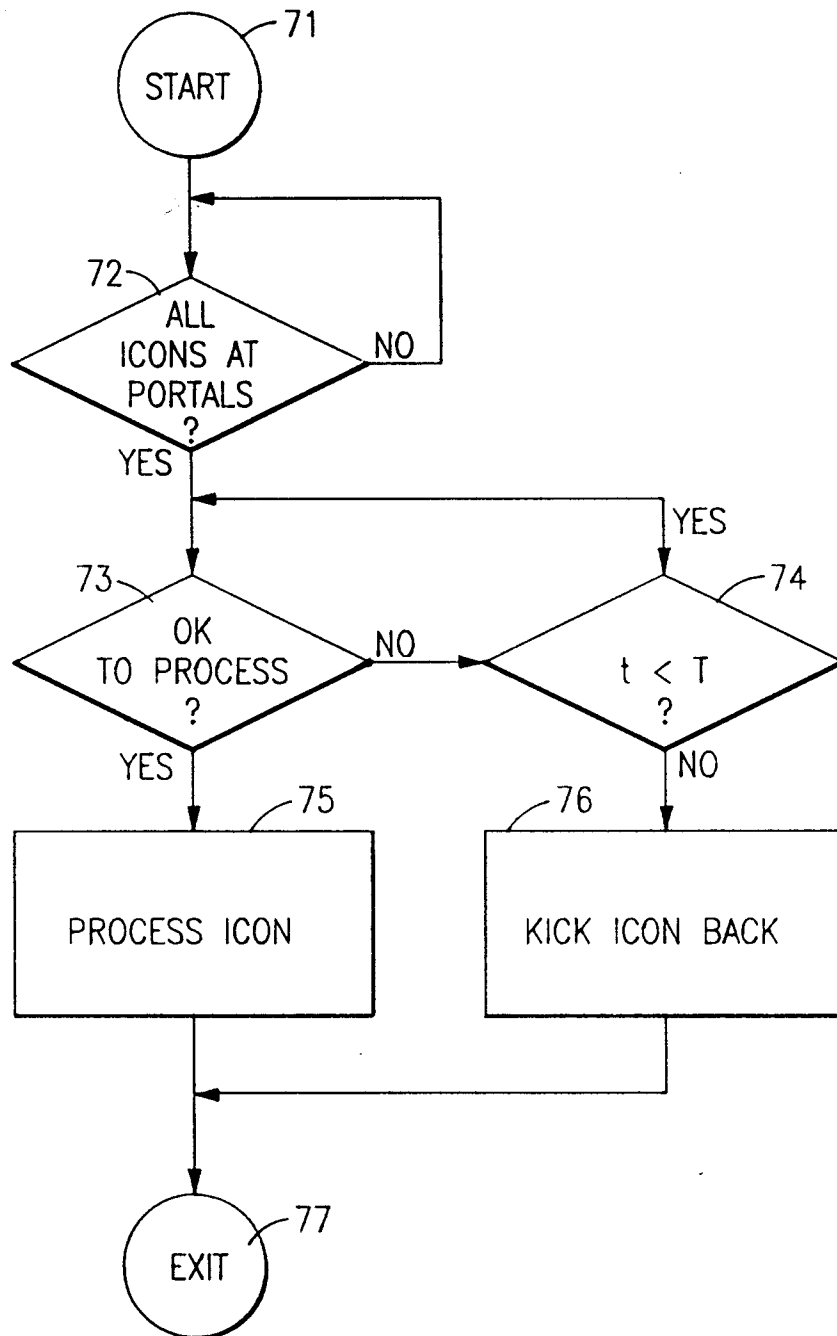 71
START
72
ALL
ICONS AT
PORTALS
?
NO
YES
YES
73
OK
TO PROCESS
?
NO
74
t < T
?
YES
NO
75
PROCESS ICON
76
KICK ICON BACK
77
EXIT